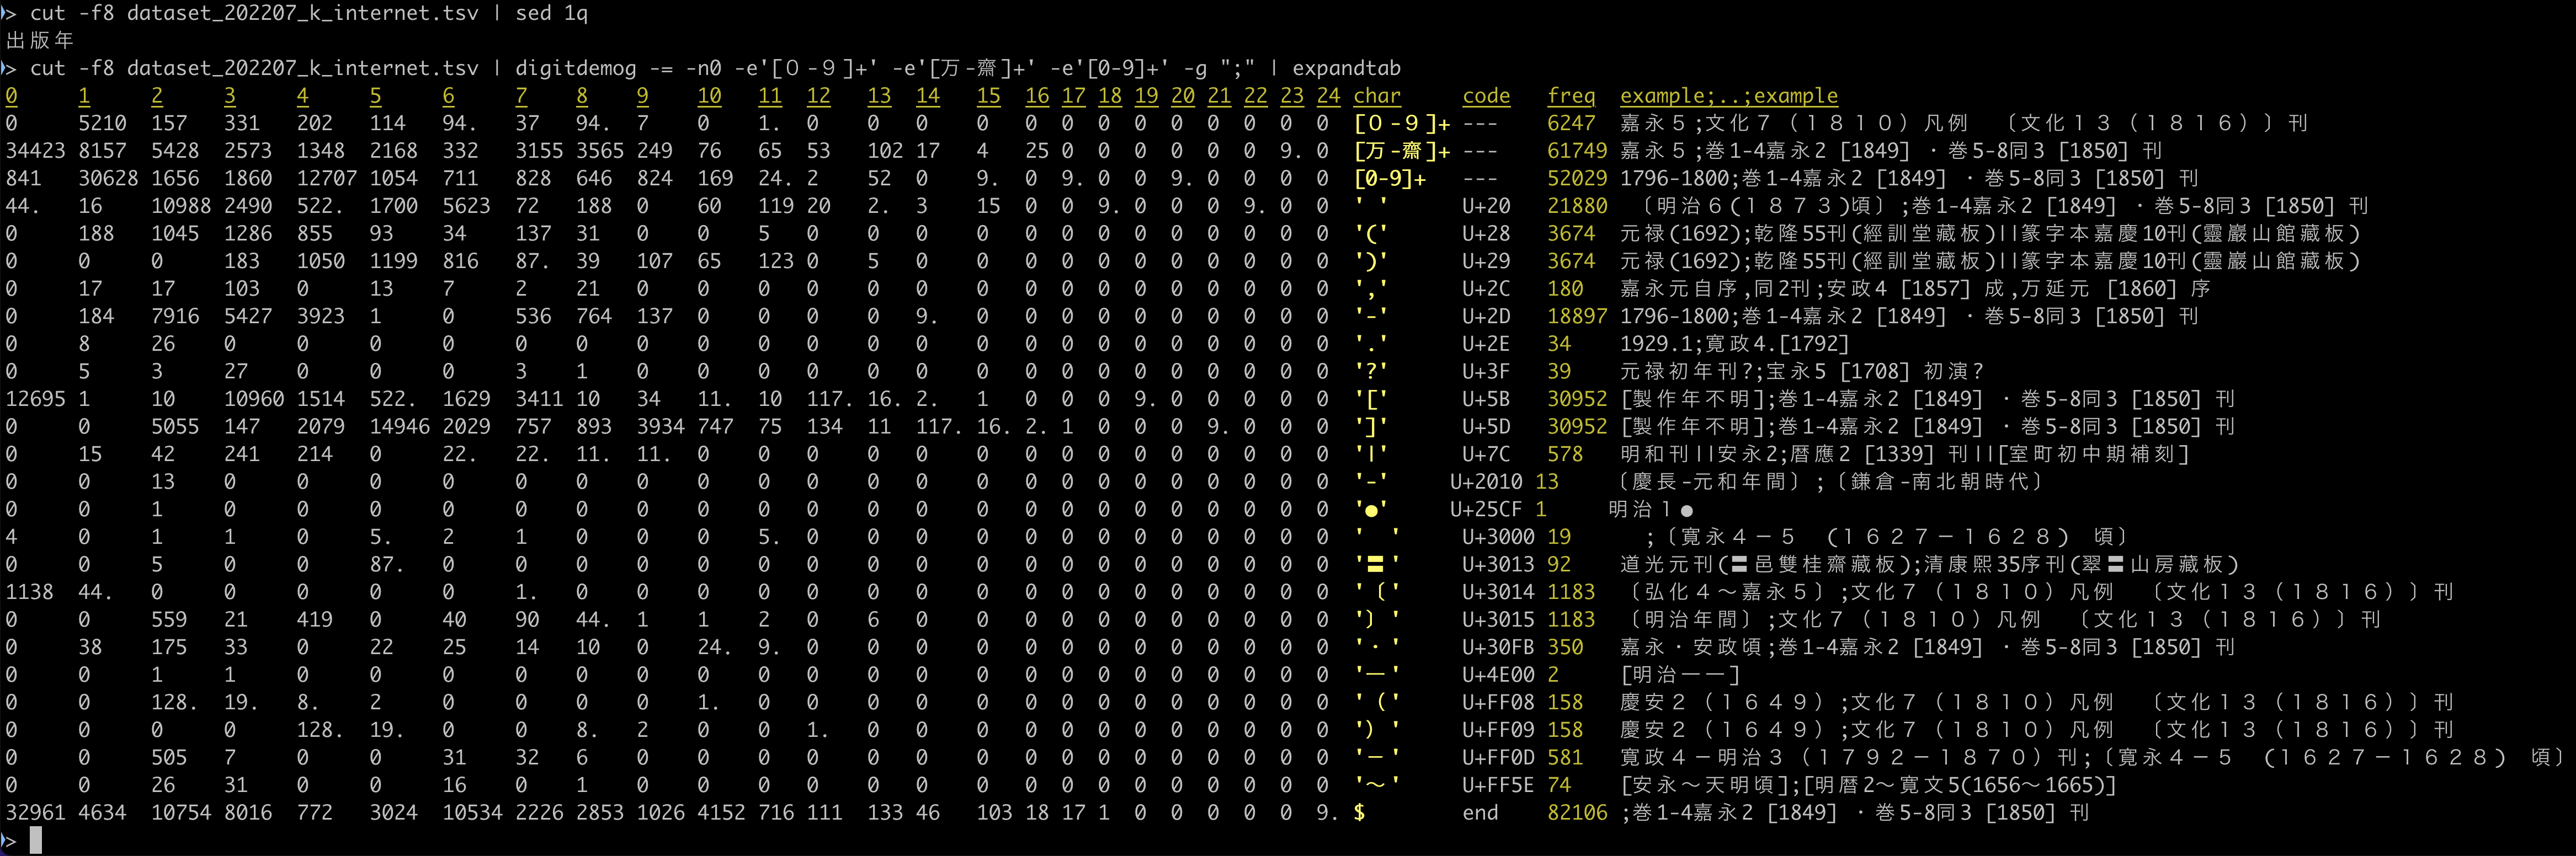 > cut -f8 dataset_202207_k_internet.tsv | sed 1q
出版年
> cut -f8 dataset_202207_k_internet.tsv | digitdemog -= -n0 -e'[０-９]+' -e'[万-齋]+' -e'[0-9]+' -g ";" | expandtab
0 1 2 3 4 5 6 7 8 9 10 11 12 13 14 15 16 17 18 19 20 21 22 23 24 char code freq example;..;example
0 5210 157 331 202 114 94. 37 94. 7 0 1. 0 0 0 0 0 0 0 0 0 0 0 0 0 [０-９]+ --- 6247 嘉永５;文化７（１８１０）凡例　〔文化１３（１８１６）〕刊
34423 8157 5428 2573 1348 2168 332 3155 3565 249 76 65 53 102 17 4 25 0 0 0 0 0 0 9. 0 [万-齋]+ --- 61749 嘉永５;巻1-4嘉永2 [1849] ・巻5-8同3 [1850] 刊
841 30628 1656 1860 12707 1054 711 828 646 824 169 24. 2 52 0 9. 0 9. 0 0 9. 0 0 0 0 [0-9]+ --- 52029 1796-1800;巻1-4嘉永2 [1849] ・巻5-8同3 [1850] 刊
44. 16 10988 2490 522. 1700 5623 72 188 0 60 119 20 2. 3 15 0 0 9. 0 0 0 9. 0 0 ' ' U+20 21880 〔明治６(１８７３)頃〕;巻1-4嘉永2 [1849] ・巻5-8同3 [1850] 刊
0 188 1045 1286 855 93 34 137 31 0 0 5 0 0 0 0 0 0 0 0 0 0 0 0 0 '(' U+28 3674 元禄(1692);乾隆55刊(經訓堂藏板)||篆字本嘉慶10刊(靈巖山館藏板)
0 0 0 183 1050 1199 816 87. 39 107 65 123 0 5 0 0 0 0 0 0 0 0 0 0 0 ')' U+29 3674 元禄(1692);乾隆55刊(經訓堂藏板)||篆字本嘉慶10刊(靈巖山館藏板)
0 17 17 103 0 13 7 2 21 0 0 0 0 0 0 0 0 0 0 0 0 0 0 0 0 ',' U+2C 180 嘉永元自序,同2刊;安政4 [1857] 成,万延元 [1860] 序
0 184 7916 5427 3923 1 0 536 764 137 0 0 0 0 9. 0 0 0 0 0 0 0 0 0 0 '-' U+2D 18897 1796-1800;巻1-4嘉永2 [1849] ・巻5-8同3 [1850] 刊
0 8 26 0 0 0 0 0 0 0 0 0 0 0 0 0 0 0 0 0 0 0 0 0 0 '.' U+2E 34 1929.1;寛政4.[1792]
0 5 3 27 0 0 0 3 1 0 0 0 0 0 0 0 0 0 0 0 0 0 0 0 0 '?' U+3F 39 元禄初年刊?;宝永5 [1708] 初演?
12695 1 10 10960 1514 522. 1629 3411 10 34 11. 10 117. 16. 2. 1 0 0 0 9. 0 0 0 0 0 '[' U+5B 30952 [製作年不明];巻1-4嘉永2 [1849] ・巻5-8同3 [1850] 刊
0 0 5055 147 2079 14946 2029 757 893 3934 747 75 134 11 117. 16. 2. 1 0 0 0 9. 0 0 0 ']' U+5D 30952 [製作年不明];巻1-4嘉永2 [1849] ・巻5-8同3 [1850] 刊
0 15 42 241 214 0 22. 22. 11. 11. 0 0 0 0 0 0 0 0 0 0 0 0 0 0 0 '|' U+7C 578 明和刊||安永2;暦應2 [1339] 刊||[室町初中期補刻]
0 0 13 0 0 0 0 0 0 0 0 0 0 0 0 0 0 0 0 0 0 0 0 0 0 '‐' U+2010 13 〔慶長‐元和年間〕;〔鎌倉‐南北朝時代〕
0 0 1 0 0 0 0 0 0 0 0 0 0 0 0 0 0 0 0 0 0 0 0 0 0 '●' U+25CF 1 明治１●
4 0 1 1 0 5. 2 1 0 0 0 5. 0 0 0 0 0 0 0 0 0 0 0 0 0 '　' U+3000 19 　;〔寛永４－５　(１６２７－１６２８)　頃〕
0 0 5 0 0 87. 0 0 0 0 0 0 0 0 0 0 0 0 0 0 0 0 0 0 0 '〓' U+3013 92 道光元刊(〓邑雙桂齋藏板);清康熙35序刊(翠〓山房藏板)
1138 44. 0 0 0 0 0 1. 0 0 0 0 0 0 0 0 0 0 0 0 0 0 0 0 0 '〔' U+3014 1183 〔弘化４～嘉永５〕;文化７（１８１０）凡例　〔文化１３（１８１６）〕刊
0 0 559 21 419 0 40 90 44. 1 1 2 0 6 0 0 0 0 0 0 0 0 0 0 0 '〕' U+3015 1183 〔明治年間〕;文化７（１８１０）凡例　〔文化１３（１８１６）〕刊
0 38 175 33 0 22 25 14 10 0 24. 9. 0 0 0 0 0 0 0 0 0 0 0 0 0 '・' U+30FB 350 嘉永・安政頃;巻1-4嘉永2 [1849] ・巻5-8同3 [1850] 刊
0 0 1 1 0 0 0 0 0 0 0 0 0 0 0 0 0 0 0 0 0 0 0 0 0 '一' U+4E00 2 [明治一一]
0 0 128. 19. 8. 2 0 0 0 0 1. 0 0 0 0 0 0 0 0 0 0 0 0 0 0 '（' U+FF08 158 慶安２（１６４９）;文化７（１８１０）凡例　〔文化１３（１８１６）〕刊
0 0 0 0 128. 19. 0 0 8. 2 0 0 1. 0 0 0 0 0 0 0 0 0 0 0 0 '）' U+FF09 158 慶安２（１６４９）;文化７（１８１０）凡例　〔文化１３（１８１６）〕刊
0 0 505 7 0 0 31 32 6 0 0 0 0 0 0 0 0 0 0 0 0 0 0 0 0 '－' U+FF0D 581 寛政４－明治３（１７９２－１８７０）刊;〔寛永４－５　(１６２７－１６２８)　頃〕
0 0 26 31 0 0 16 0 1 0 0 0 0 0 0 0 0 0 0 0 0 0 0 0 0 '～' U+FF5E 74 [安永～天明頃];[明暦2～寛文5(1656～1665)]
32961 4634 10754 8016 772 3024 10534 2226 2853 1026 4152 716 111 133 46 103 18 17 1 0 0 0 0 0 9. $ end 82106 ;巻1-4嘉永2 [1849] ・巻5-8同3 [1850] 刊
>